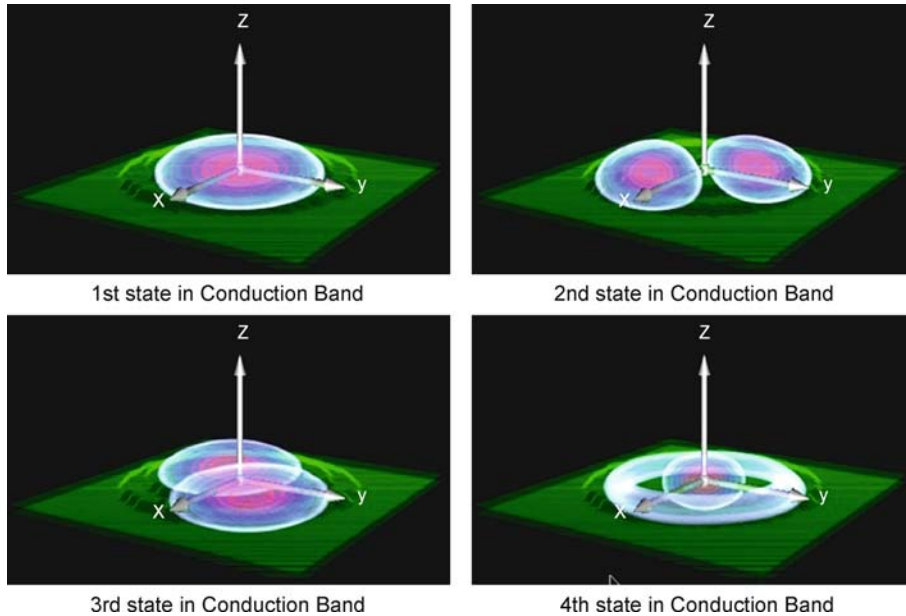 Z
X
y
1st state in Conduction Band
Z
X
y
2nd state in Conduction Band
Z
X
y
3rd state in Conduction Band
Z
X
y
4th state in Conduction Band